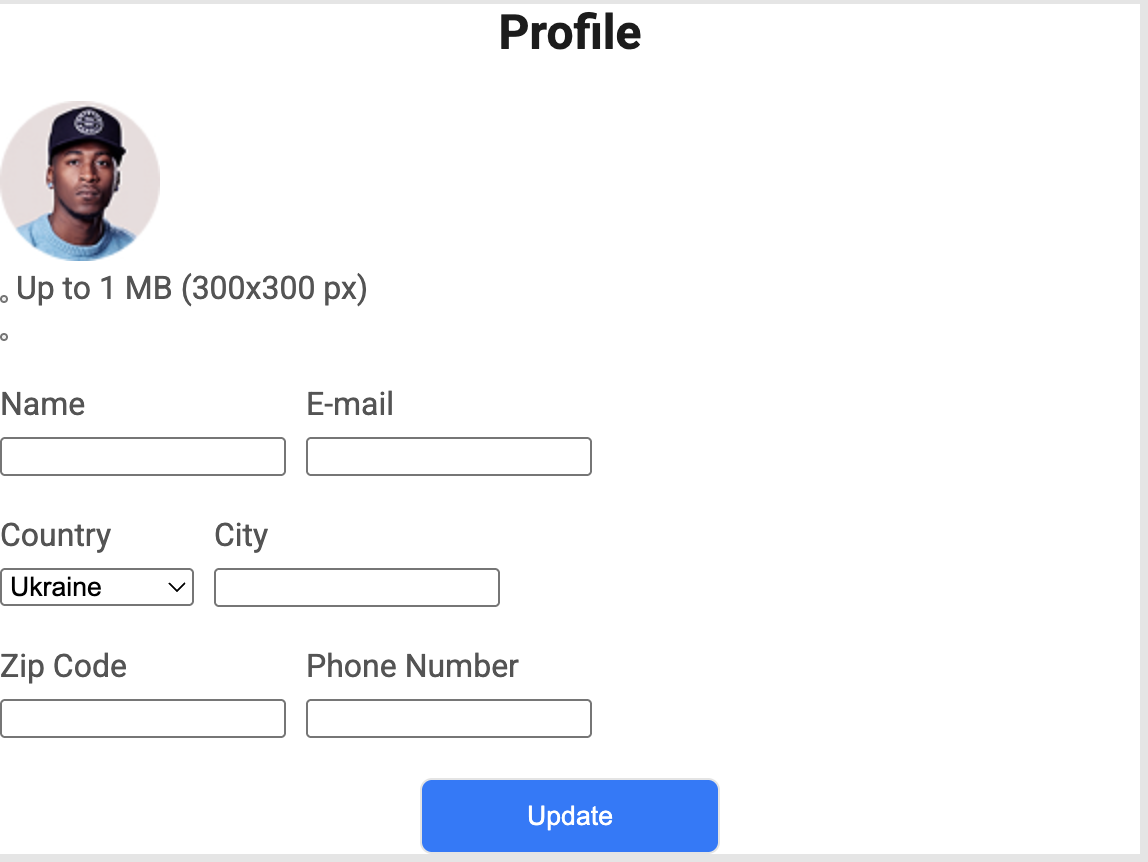 Profile
Up to 1 MB (300x300 px)
Name E-mail
Country City
Ukraine
Zip Code Phone Number
Update